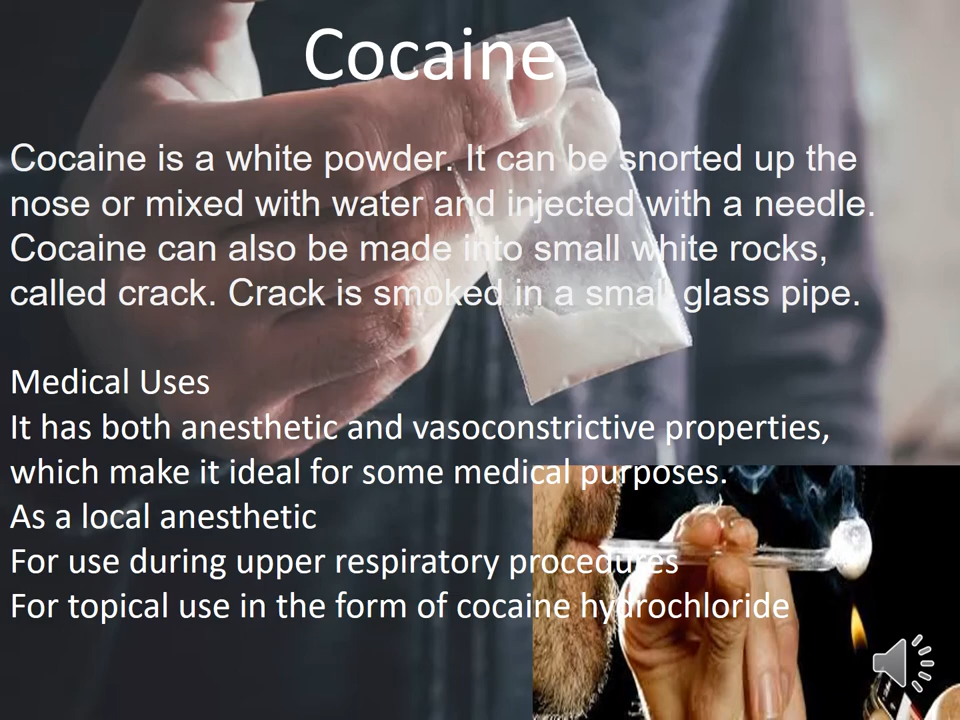 Cocaine
Cocaine is a white powder. It can be snorted up the
nose or mixed with water and injected with a needle.
Cocaine can also be made into small white rocks,
called crack. Crack is smoked in a small glass pipe.
Medical Uses
It has both anesthetic and vasoconstrictive properties,
which make it ideal for some medical purposes.
As a local anesthetic
For use during upper respiratory procedures
For topical use in the form of cocaine hydrochloride